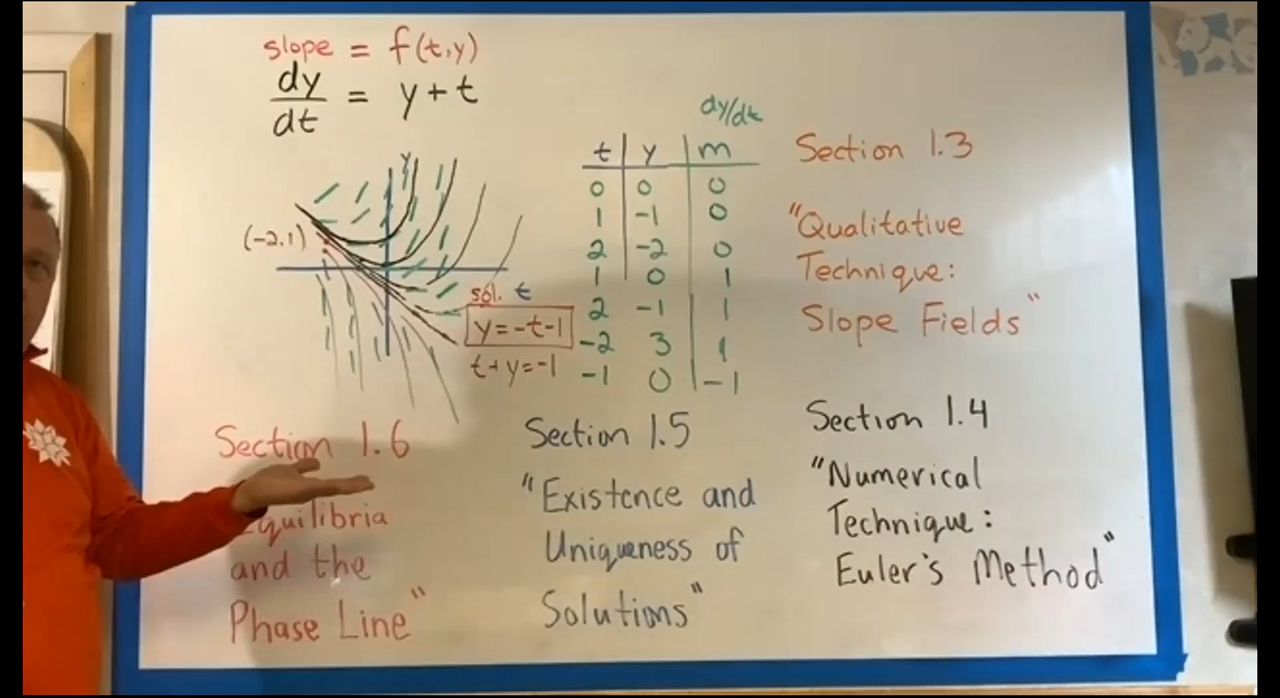 slope = f(t,y)
dy/dt = y+t
y
(-2,1)
t
sol.
y=-t-1
t+y=-1
dy/dt
t | y | m
0 0 0
1 -1 0
2 -2 0
1 0 1
2 -1 1
-2 3 1
-1 0 -1
Section 1.3
"Qualitative
Technique:
Slope Fields"
Section 1.4
"Numerical
Technique:
Euler's Method"
Section 1.5
"Existence and
Uniqueness of
Solutions"
Section 1.6
Equilibria
and the
Phase Line"